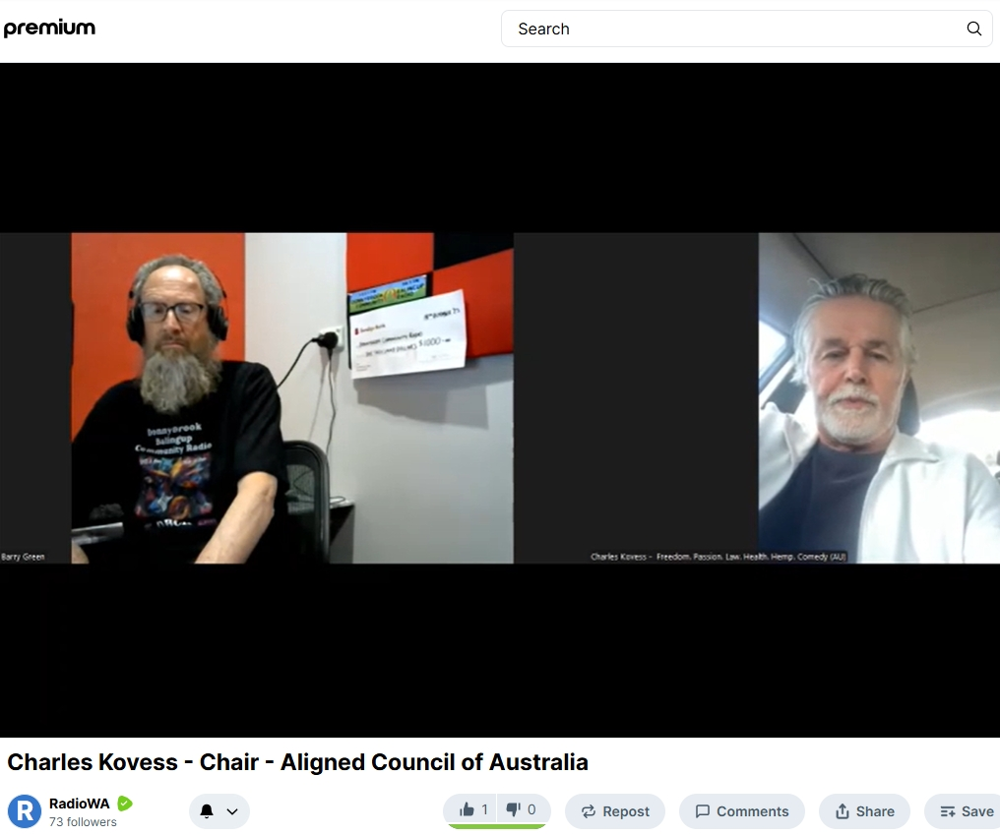 premium
Search
Donnybrook
Balingup
Community Radio
$1000-00
Barry Green
Charles Kovess - Freedom. Passion. Law. Health. Hemp. Comedy (AU)
Charles Kovess - Chair - Aligned Council of Australia
R
RadioWA
73 followers
1
0
Repost
Comments
Share
Save